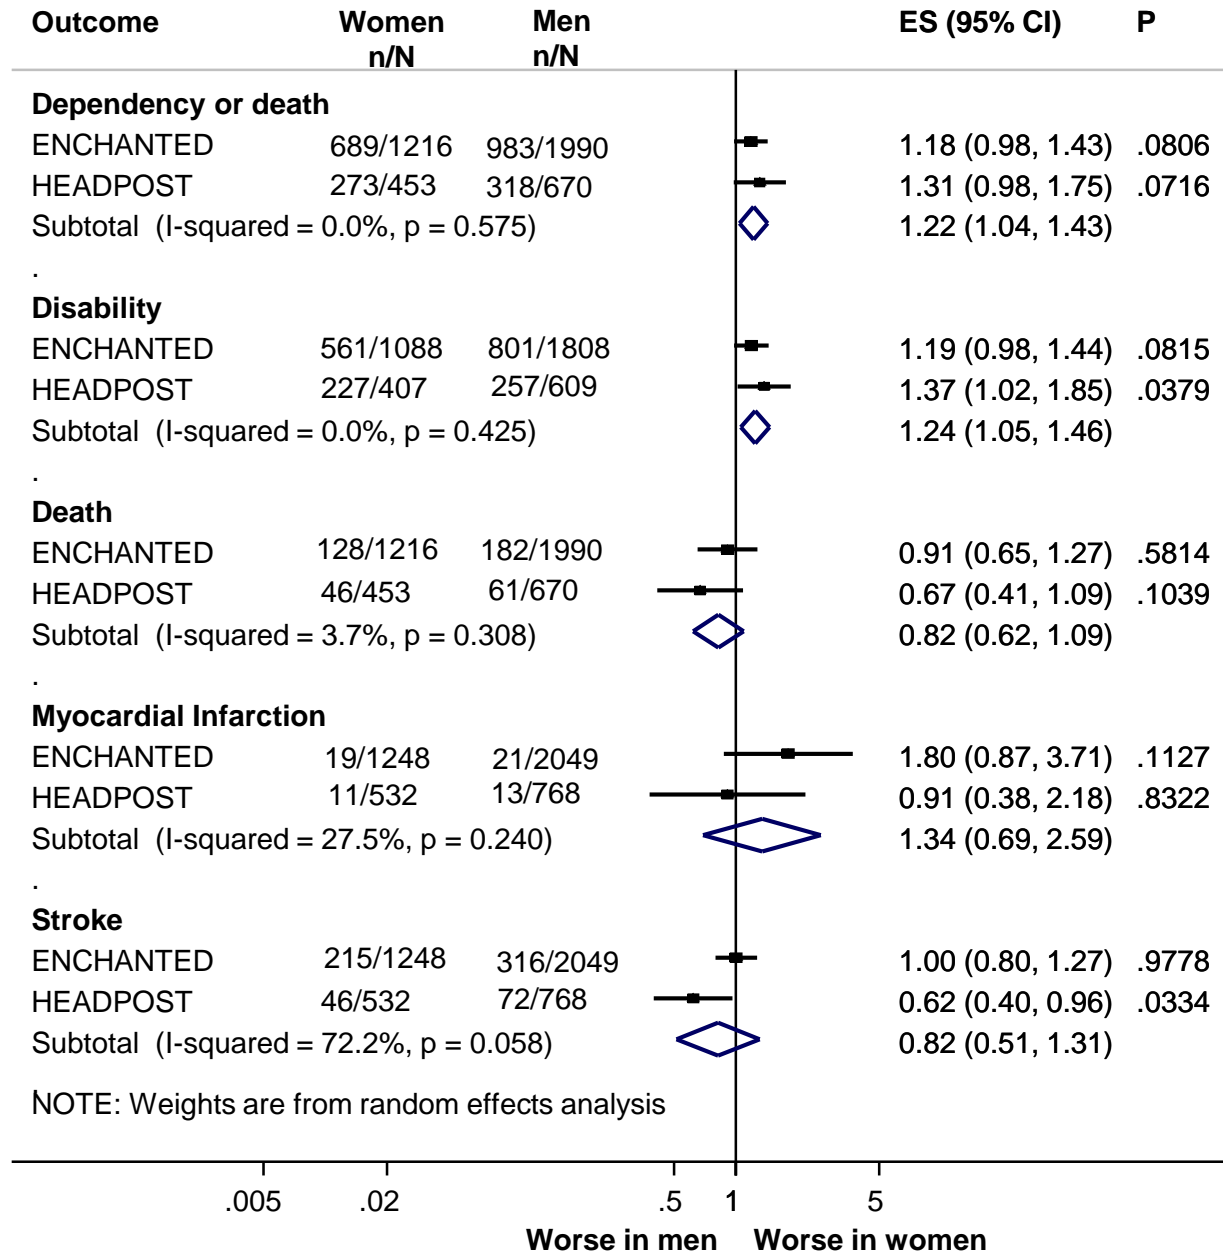 Outcome Women Men ES (95% CI) P
n/N n/N
Dependency or death
ENCHANTED 689/1216 983/1990 1.18 (0.98, 1.43) .0806
HEADPOST 273/453 318/670 1.31 (0.98, 1.75) .0716
Subtotal (I-squared = 0.0%, p = 0.575) 1.22 (1.04, 1.43)
.
Disability
ENCHANTED 561/1088 801/1808 1.19 (0.98, 1.44) .0815
HEADPOST 227/407 257/609 1.37 (1.02, 1.85) .0379
Subtotal (I-squared = 0.0%, p = 0.425) 1.24 (1.05, 1.46)
.
Death
ENCHANTED 128/1216 182/1990 0.91 (0.65, 1.27) .5814
HEADPOST 46/453 61/670 0.67 (0.41, 1.09) .1039
Subtotal (I-squared = 3.7%, p = 0.308) 0.82 (0.62, 1.09)
.
Myocardial Infarction
ENCHANTED 19/1248 21/2049 1.80 (0.87, 3.71) .1127
HEADPOST 11/532 13/768 0.91 (0.38, 2.18) .8322
Subtotal (I-squared = 27.5%, p = 0.240) 1.34 (0.69, 2.59)
.
Stroke
ENCHANTED 215/1248 316/2049 1.00 (0.80, 1.27) .9778
HEADPOST 46/532 72/768 0.62 (0.40, 0.96) .0334
Subtotal (I-squared = 72.2%, p = 0.058) 0.82 (0.51, 1.31)
.
NOTE: Weights are from random effects analysis
.005 .02 .5 1 5
Worse in men Worse in women